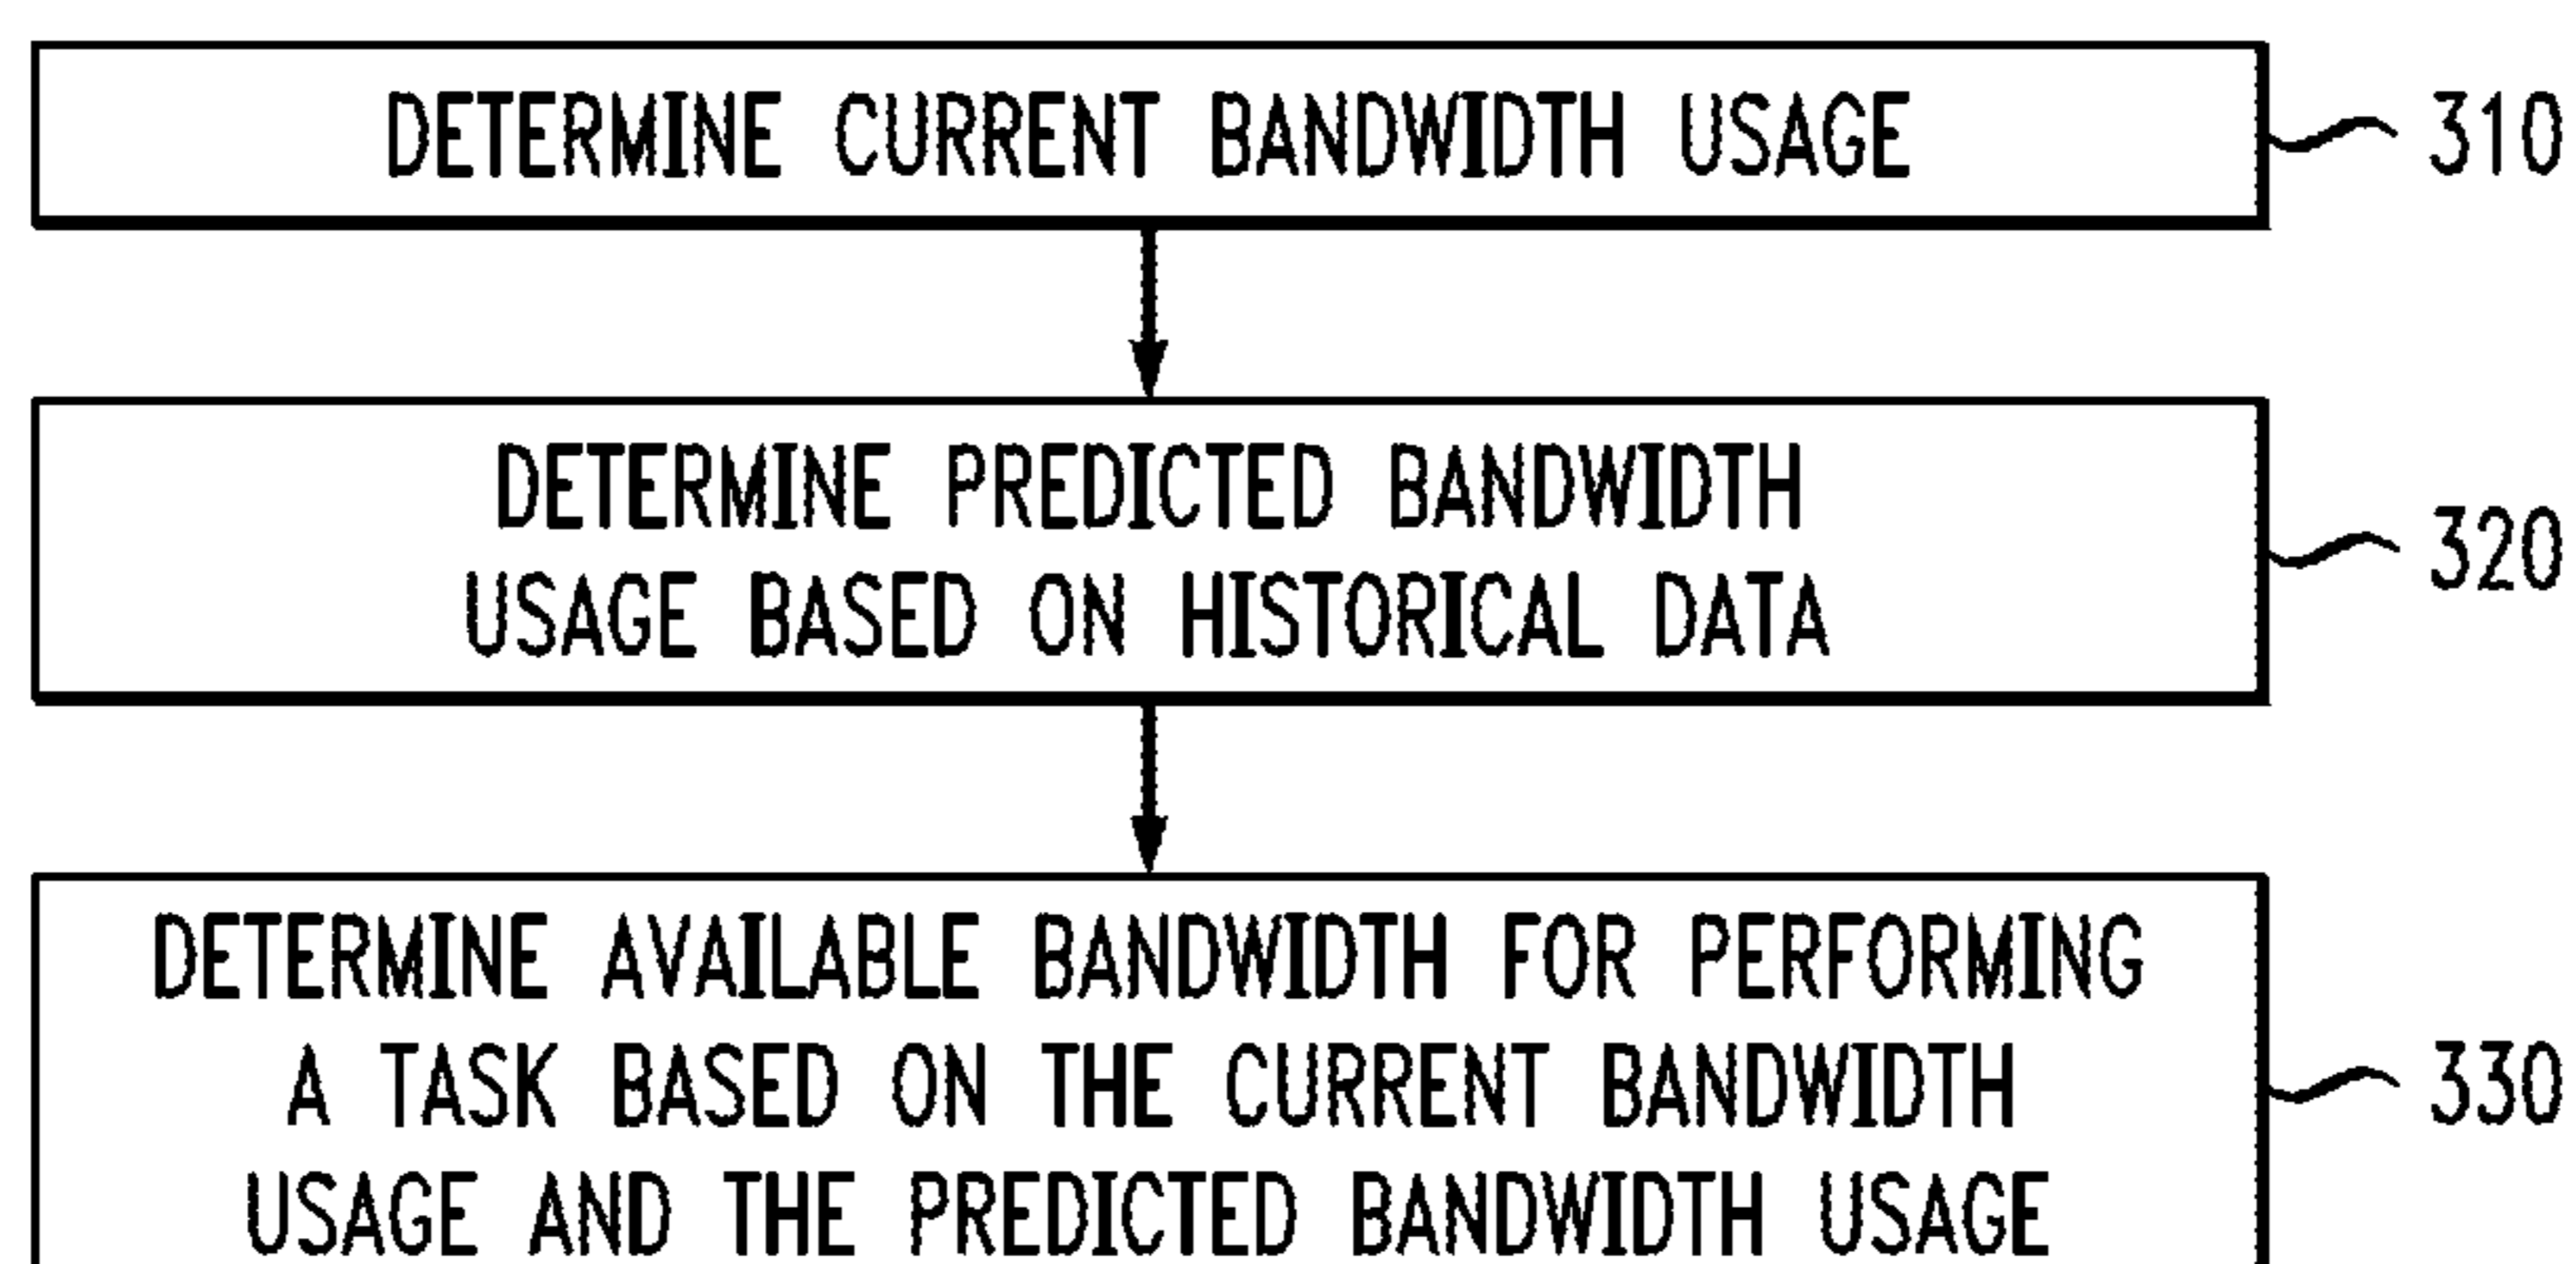 DETERMINE CURRENT BANDWIDTH USAGE
310
DETERMINE PREDICTED BANDWIDTH
USAGE BASED ON HISTORICAL DATA
320
DETERMINE AVAILABLE BANDWIDTH FOR PERFORMING
A TASK BASED ON THE CURRENT BANDWIDTH
USAGE AND THE PREDICTED BANDWIDTH USAGE
330